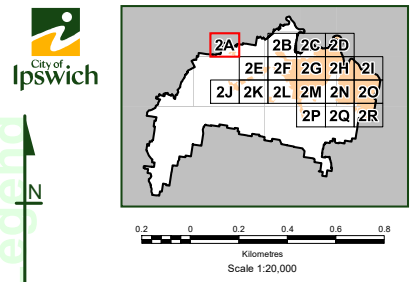 City of
Ipswich
2A 2B 2C 2D
2E 2F 2G 2H 2I
2J 2K 2L 2M 2N 2O
2P 2Q 2R
Legend
N
0.2 0 0.2 0.4 0.6 0.8
Kilometres
Scale 1:20,000